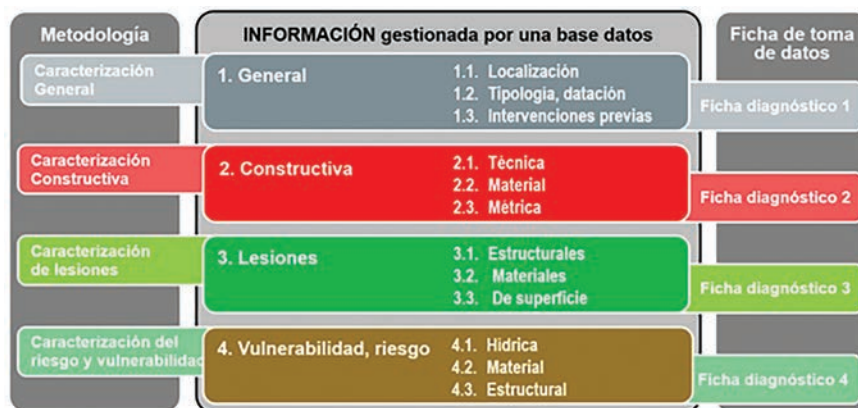 Metodología
INFORMACIÓN gestionada por una base datos
Ficha de toma
de datos
Caracterización
General
1. General
1.1. Localización
1.2. Tipología, datación
1.3. Intervenciones previas
Ficha diagnóstico 1
Caracterización
Constructiva
2. Constructiva
2.1. Técnica
2.2. Material
2.3. Métrica
Ficha diagnóstico 2
Caracterización
de lesiones
3. Lesiones
3.1. Estructurales
3.2. Materiales
3.3. De superficie
Ficha diagnóstico 3
Caracterización del
riesgo y vulnerabilidad
4. Vulnerabilidad, riesgo
4.1. Hídrica
4.2. Material
4.3. Estructural
Ficha diagnóstico 4